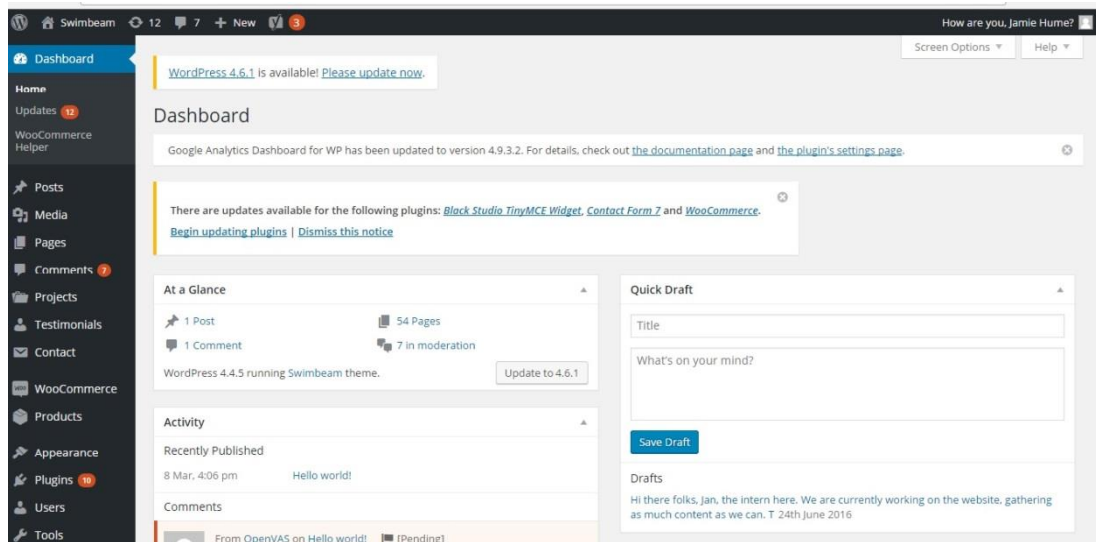 Swimbeam 12 7 + New 3 How are you, Jamie Hume?
Screen Options Help
Dashboard
Home
Updates 12
WooCommerce
Helper
Posts
Media
Pages
Comments 7
Projects
Testimonials
Contact
WooCommerce
Products
Appearance
Plugins 10
Users
Tools
WordPress 4.6.1 is available! Please update now.
Dashboard
Google Analytics Dashboard for WP has been updated to version 4.9.3.2. For details, check out the documentation page and the plugin's settings page.
There are updates available for the following plugins: Black Studio TinyMCE Widget, Contact Form 7 and WooCommerce.
Begin updating plugins | Dismiss this notice
At a Glance
1 Post 54 Pages
1 Comment 7 in moderation
WordPress 4.4.5 running Swimbeam theme. Update to 4.6.1
Activity
Recently Published
8 Mar, 4:06 pm Hello world!
Comments
From OpenVAS on Hello world! [Pending]
Quick Draft
Title
What's on your mind?
Save Draft
Drafts
Hi there folks, Jan, the intern here. We are currently working on the website, gathering
as much content as we can. T 24th June 2016